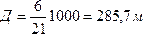 Д = 6/21 1000 = 285,7 м